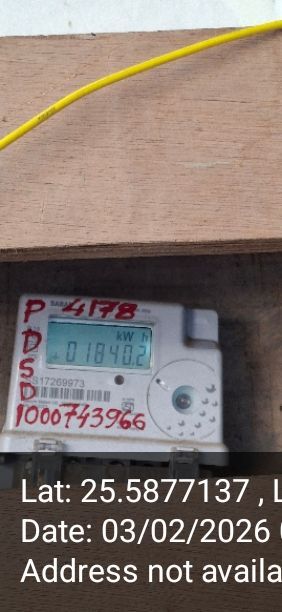 P 4178
D kW h
S 01840.2
D S17269973
1000743966
Lat: 25.5877137 , L
Date: 03/02/2026
Address not availa